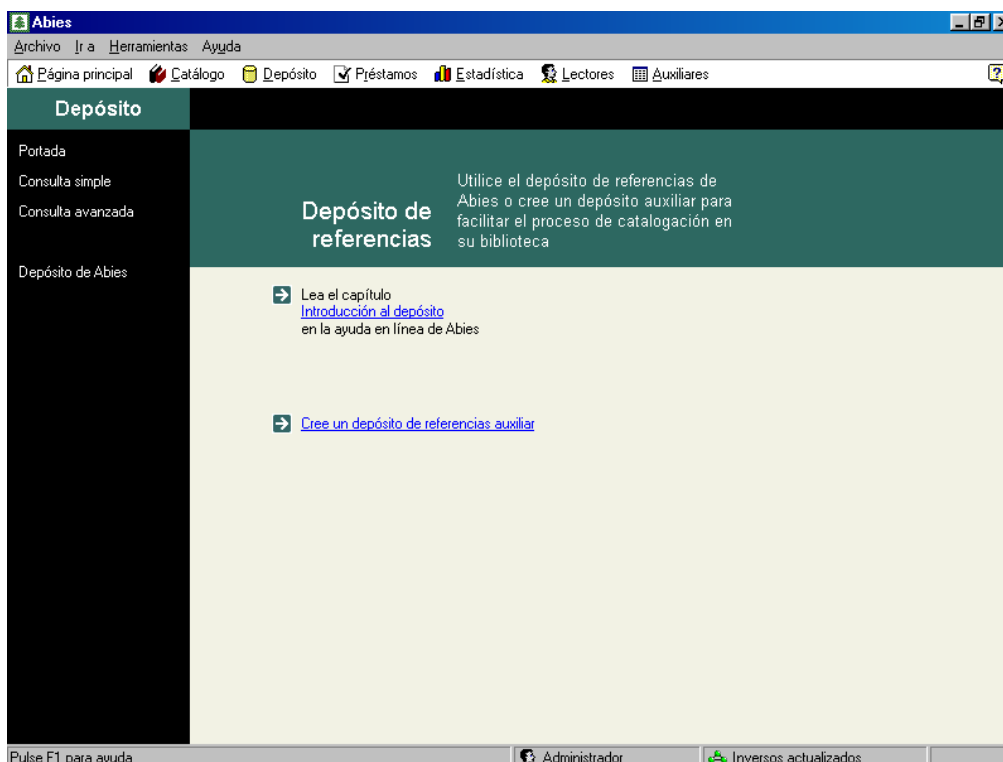 Abies
Archivo Ir a Herramientas Ayuda
Página principal Catálogo Depósito Préstamos Estadística Lectores Auxiliares
Depósito
Portada
Consulta simple
Consulta avanzada
Depósito de Abies
Depósito de
referencias
Utilice el depósito de referencias de
Abies o cree un depósito auxiliar para
facilitar el proceso de catalogación en
su biblioteca
Lea el capítulo
Introducción al depósito
en la ayuda en línea de Abies
Cree un depósito de referencias auxiliar
Pulse F1 para ayuda Administrador Inversos actualizados